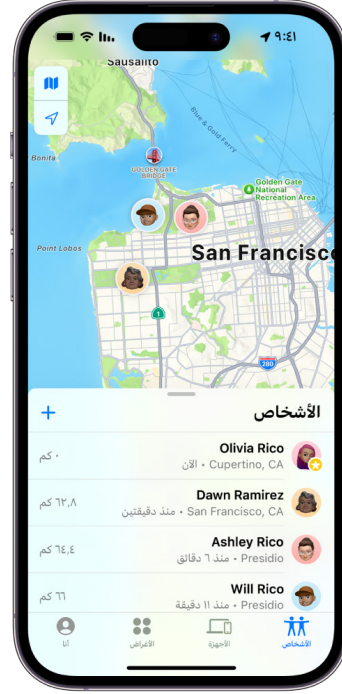 ٩:٤١
Sausalito
Blue & Gold Ferry
Bonita
GOLDEN GATE
BRIDGE
Golden Gate
National
Recreation Area
Point Lobos
San Francisco
1
280
الأشخاص
+
Olivia Rico
Cupertino, CA • الآن
٠ كم
Dawn Ramirez
San Francisco, CA • منذ دقيقتين
٦٢,٨ كم
Ashley Rico
Presidio • منذ ٦ دقائق
٦٤,٤ كم
Will Rico
Presidio • منذ ١١ دقيقة
٦٦ كم
الأشخاص
الأجهزة
الأغراض
أنا